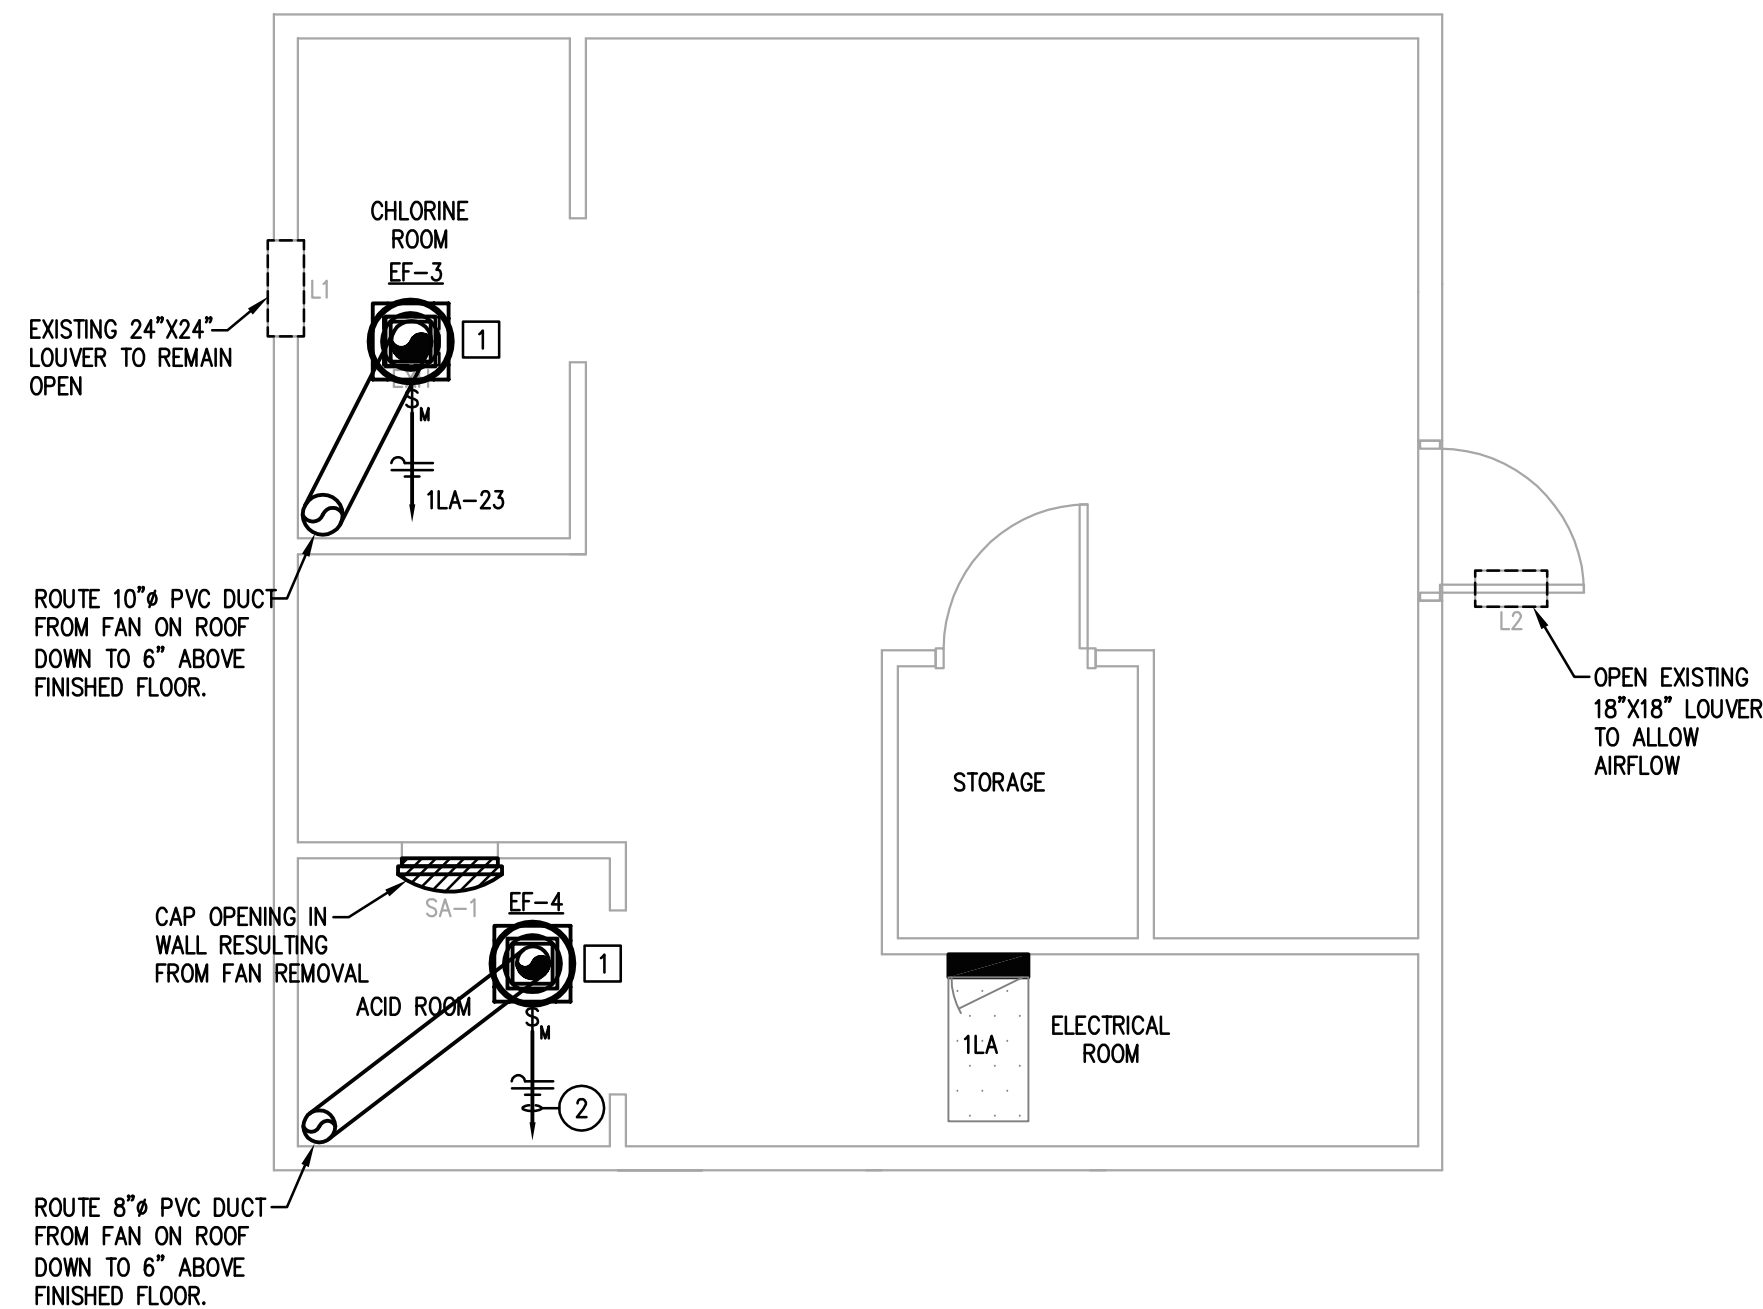 CHLORINE
ROOM
EF-3
L1
1
EXISTING 24"X24"
LOUVER TO REMAIN
OPEN
$M
1LA-23
ROUTE 10"ø PVC DUCT
FROM FAN ON ROOF
DOWN TO 6" ABOVE
FINISHED FLOOR.
L2
OPEN EXISTING
18"X18" LOUVER
TO ALLOW
AIRFLOW
STORAGE
CAP OPENING IN
WALL RESULTING
FROM FAN REMOVAL
SA-1
EF-4
1
ACID ROOM
$M
2
1LA
ELECTRICAL
ROOM
ROUTE 8"ø PVC DUCT
FROM FAN ON ROOF
DOWN TO 6" ABOVE
FINISHED FLOOR.